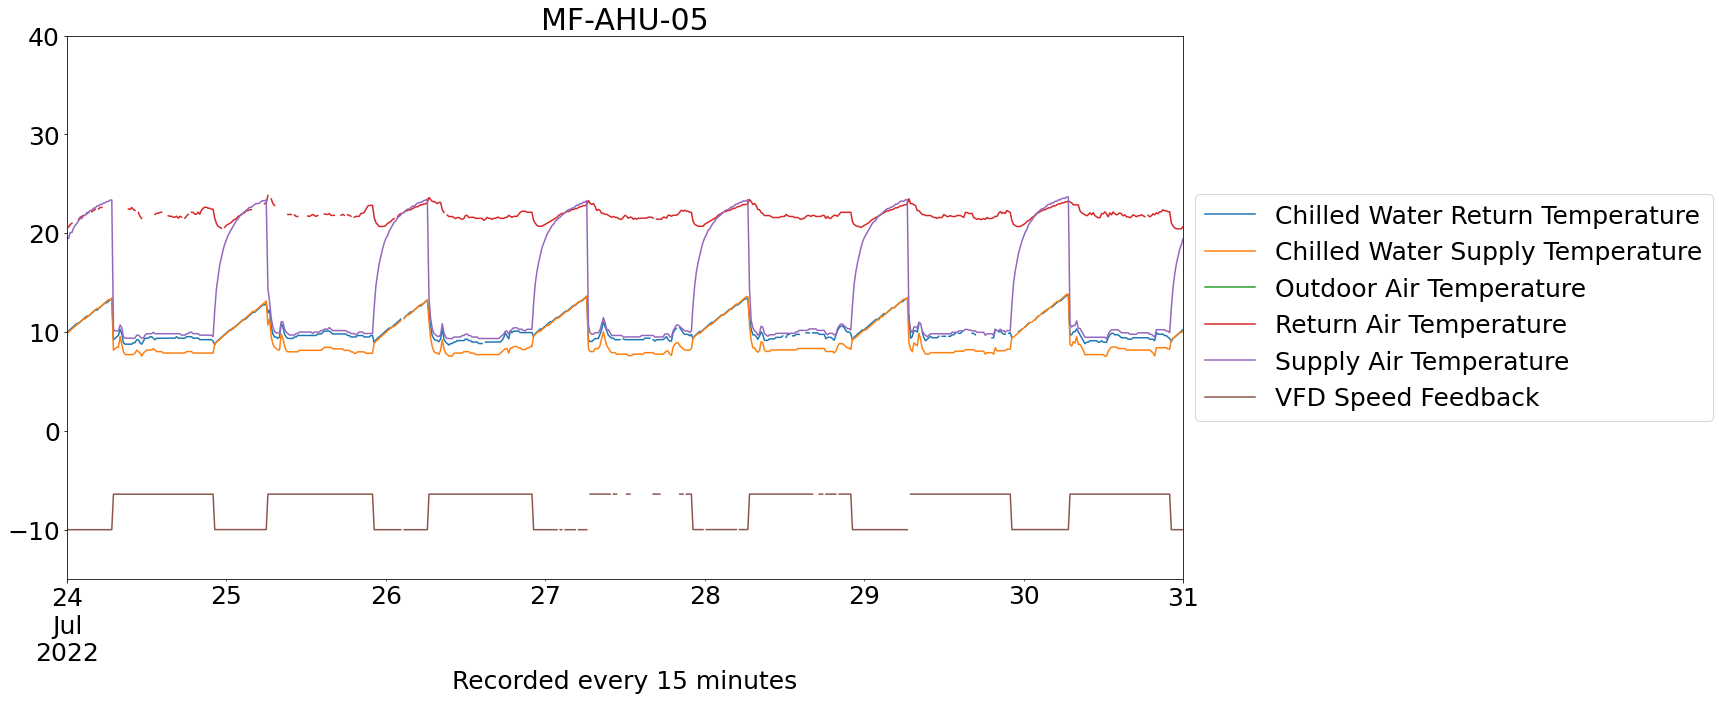 MF-AHU-05
40
30
20
10
0
−10
24
Jul
2022
25
26
27
28
29
30
31
Recorded every 15 minutes
Chilled Water Return Temperature
Chilled Water Supply Temperature
Outdoor Air Temperature
Return Air Temperature
Supply Air Temperature
VFD Speed Feedback